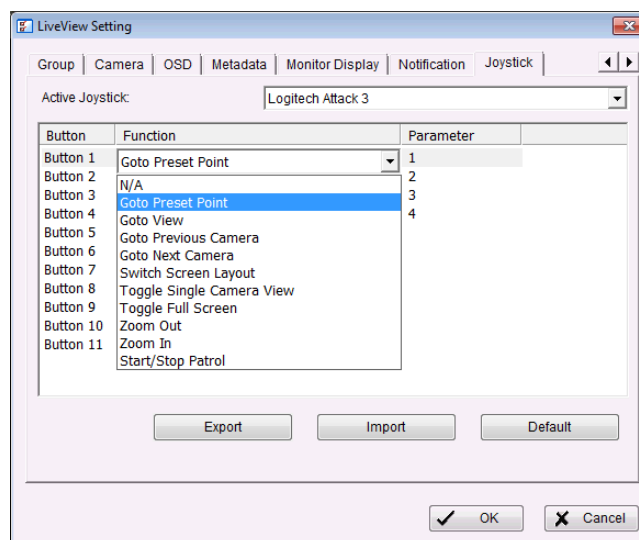 LiveView Setting
Group Camera OSD Metadata Monitor Display Notification Joystick
Active Joystick: Logitech Attack 3
Button Function Parameter
Button 1 Goto Preset Point 1
Button 2 2
N/A
Button 3 Goto Preset Point 3
Button 4 Goto View 4
Button 5 Goto Previous Camera
Button 6 Goto Next Camera
Button 7 Switch Screen Layout
Button 8 Toggle Single Camera View
Button 9 Toggle Full Screen
Button 10 Zoom Out
Button 11 Zoom In
Start/Stop Patrol
Export Import Default
OK Cancel